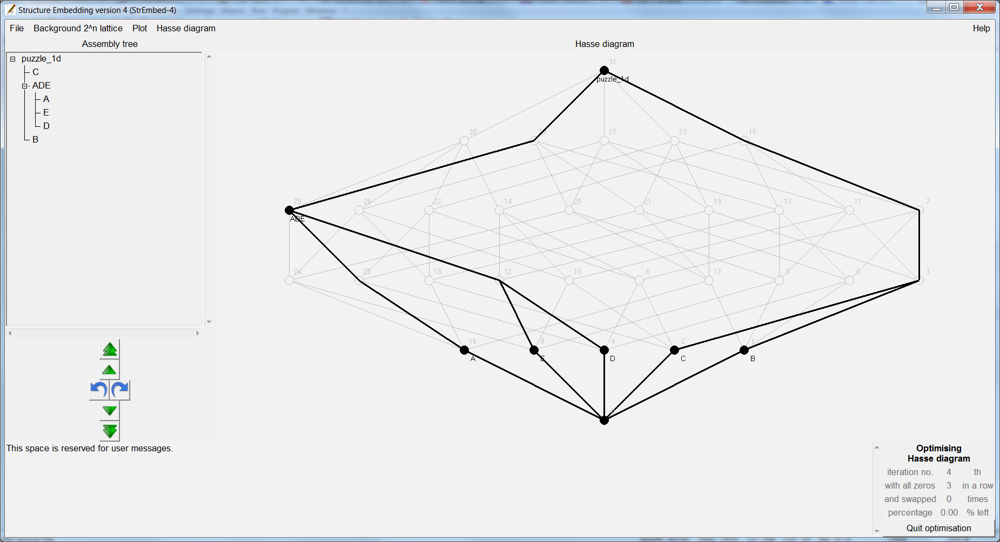 Structure Embedding version 4 (StrEmbed-4)
File Background 2^n lattice Plot Hasse diagram Help
Assembly tree
Hasse diagram
puzzle_1d
C
ADE
A
E
D
B
31
puzzle_1d
30 27 23 15
28 26 22 14 25 21 19 13 11 7
ADE
24 20 18 12 10 6 17 9 5 3
16 8 4 2 1
A E D C B
This space is reserved for user messages.
Optimising
Hasse diagram
iteration no. 4 th
with all zeros 3 in a row
and swapped 0 times
percentage 0.00 % left
Quit optimisation